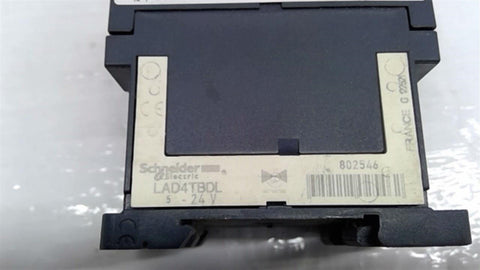 Schneider
Electric
LAD4TBDL
5 - 24 V
802546
FRANCE G